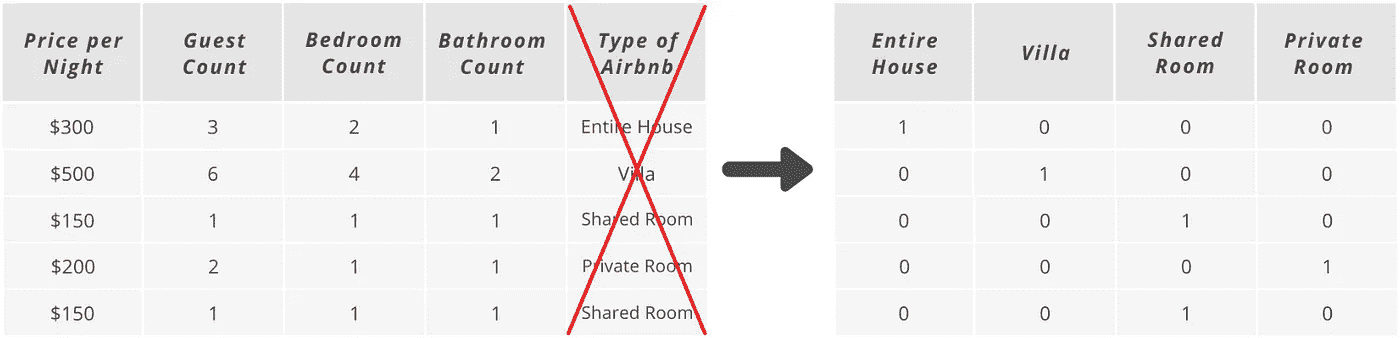 Price per Night Guest Count Bedroom Count Bathroom Count Type of Airbnb Entire House Villa Shared Room Private Room
$300 3 2 1 Entire House 1 0 0 0
$500 6 4 2 Villa 0 1 0 0
$150 1 1 1 Shared Room 0 0 1 0
$200 2 1 1 Private Room 0 0 0 1
$150 1 1 1 Shared Room 0 0 1 0